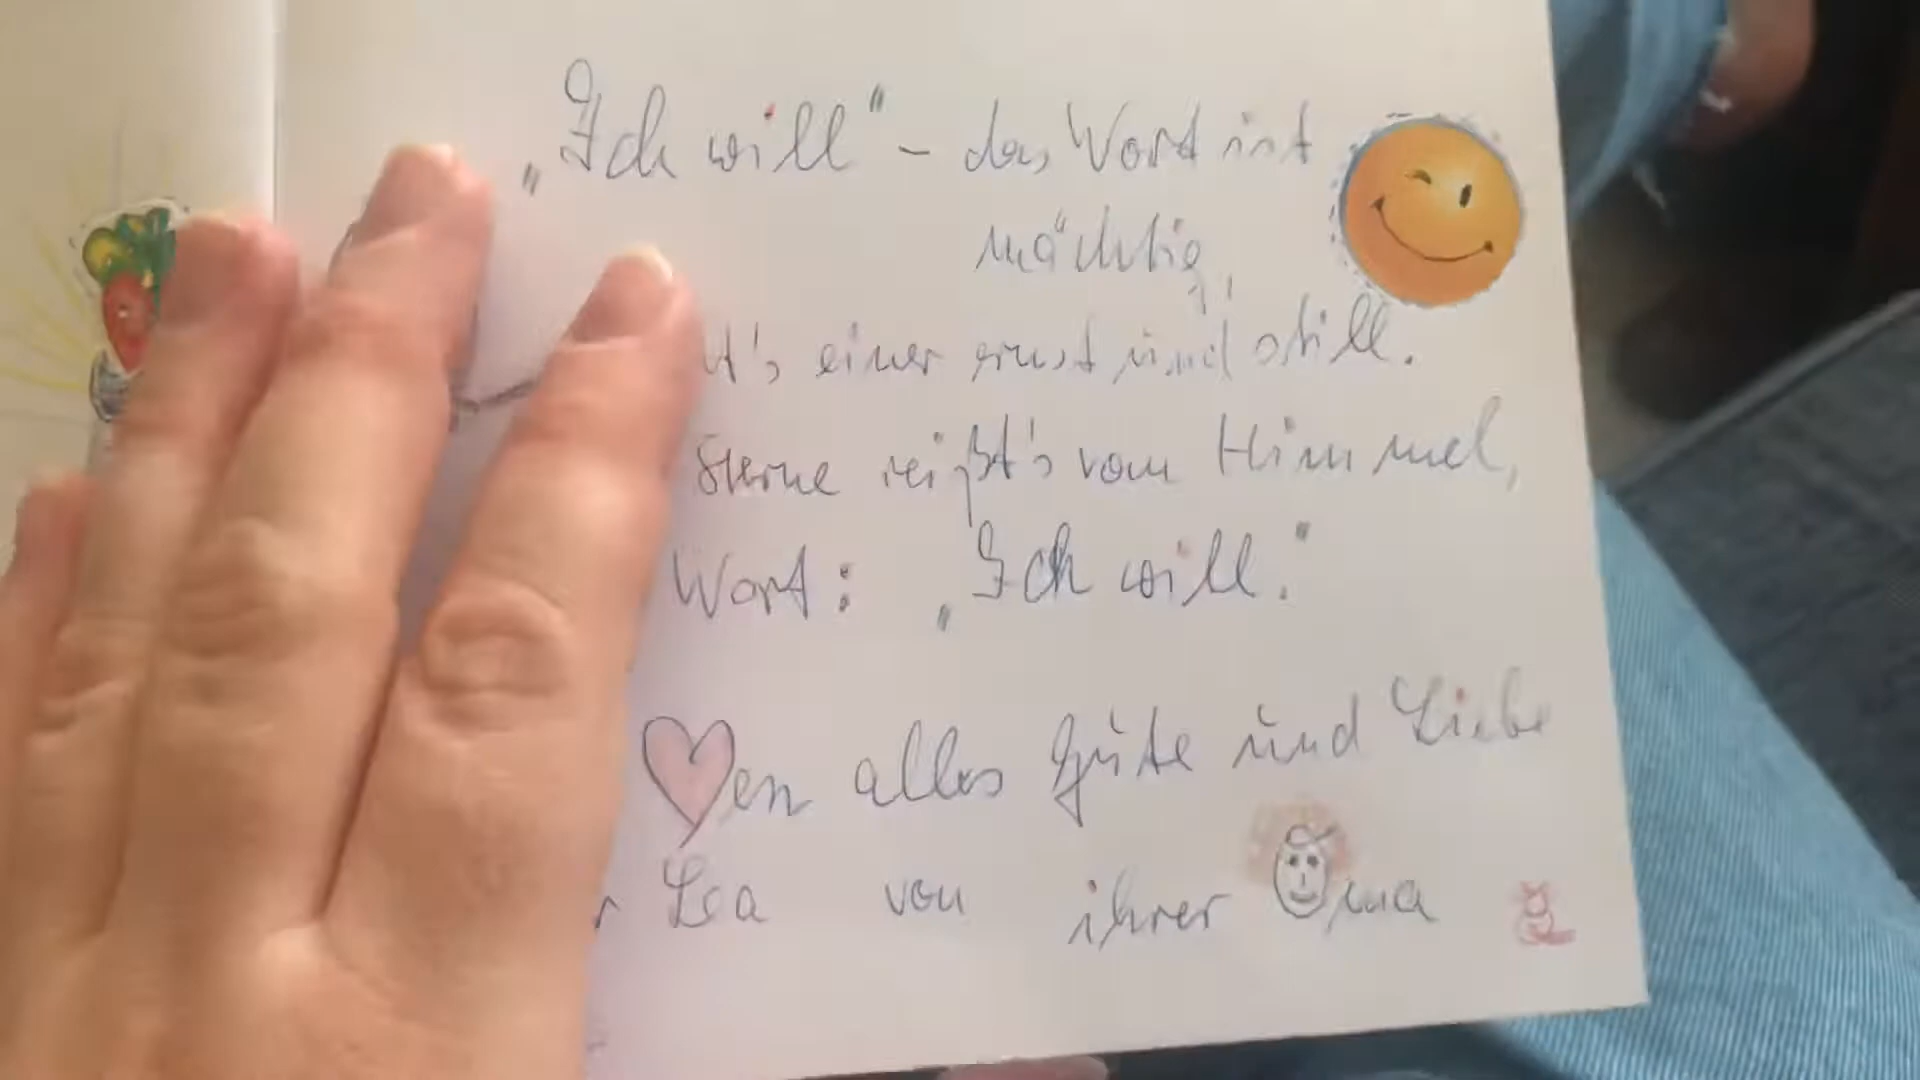 „Ich will" – das Wort ist
mächtig,
t's einer ernst und still.
Sterne reißt's vom Himmel,
Wort: „Ich will."
en alles Gute und Liebe
r Lea von ihrer Oma